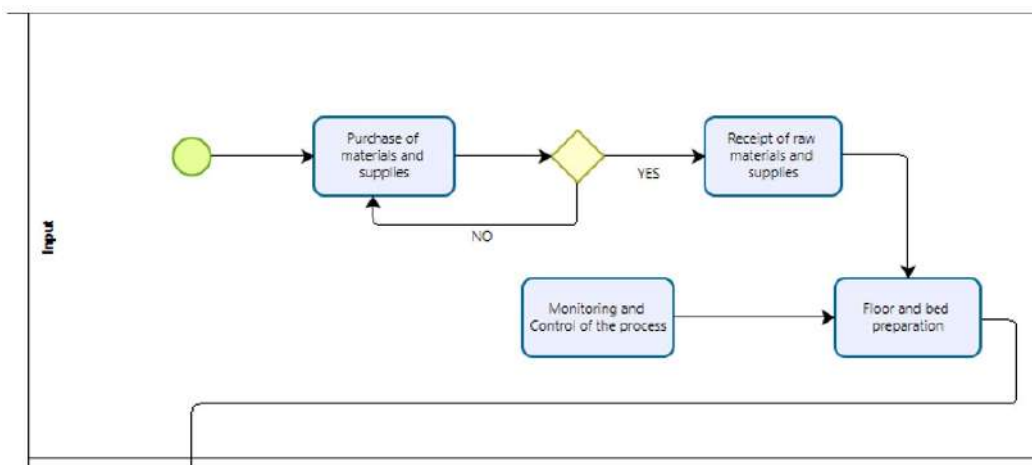 Input
Purchase of
materials and
supplies
YES
Receipt of raw
materials and
supplies
NO
Monitoring and
Control of the process
Floor and bed
preparation